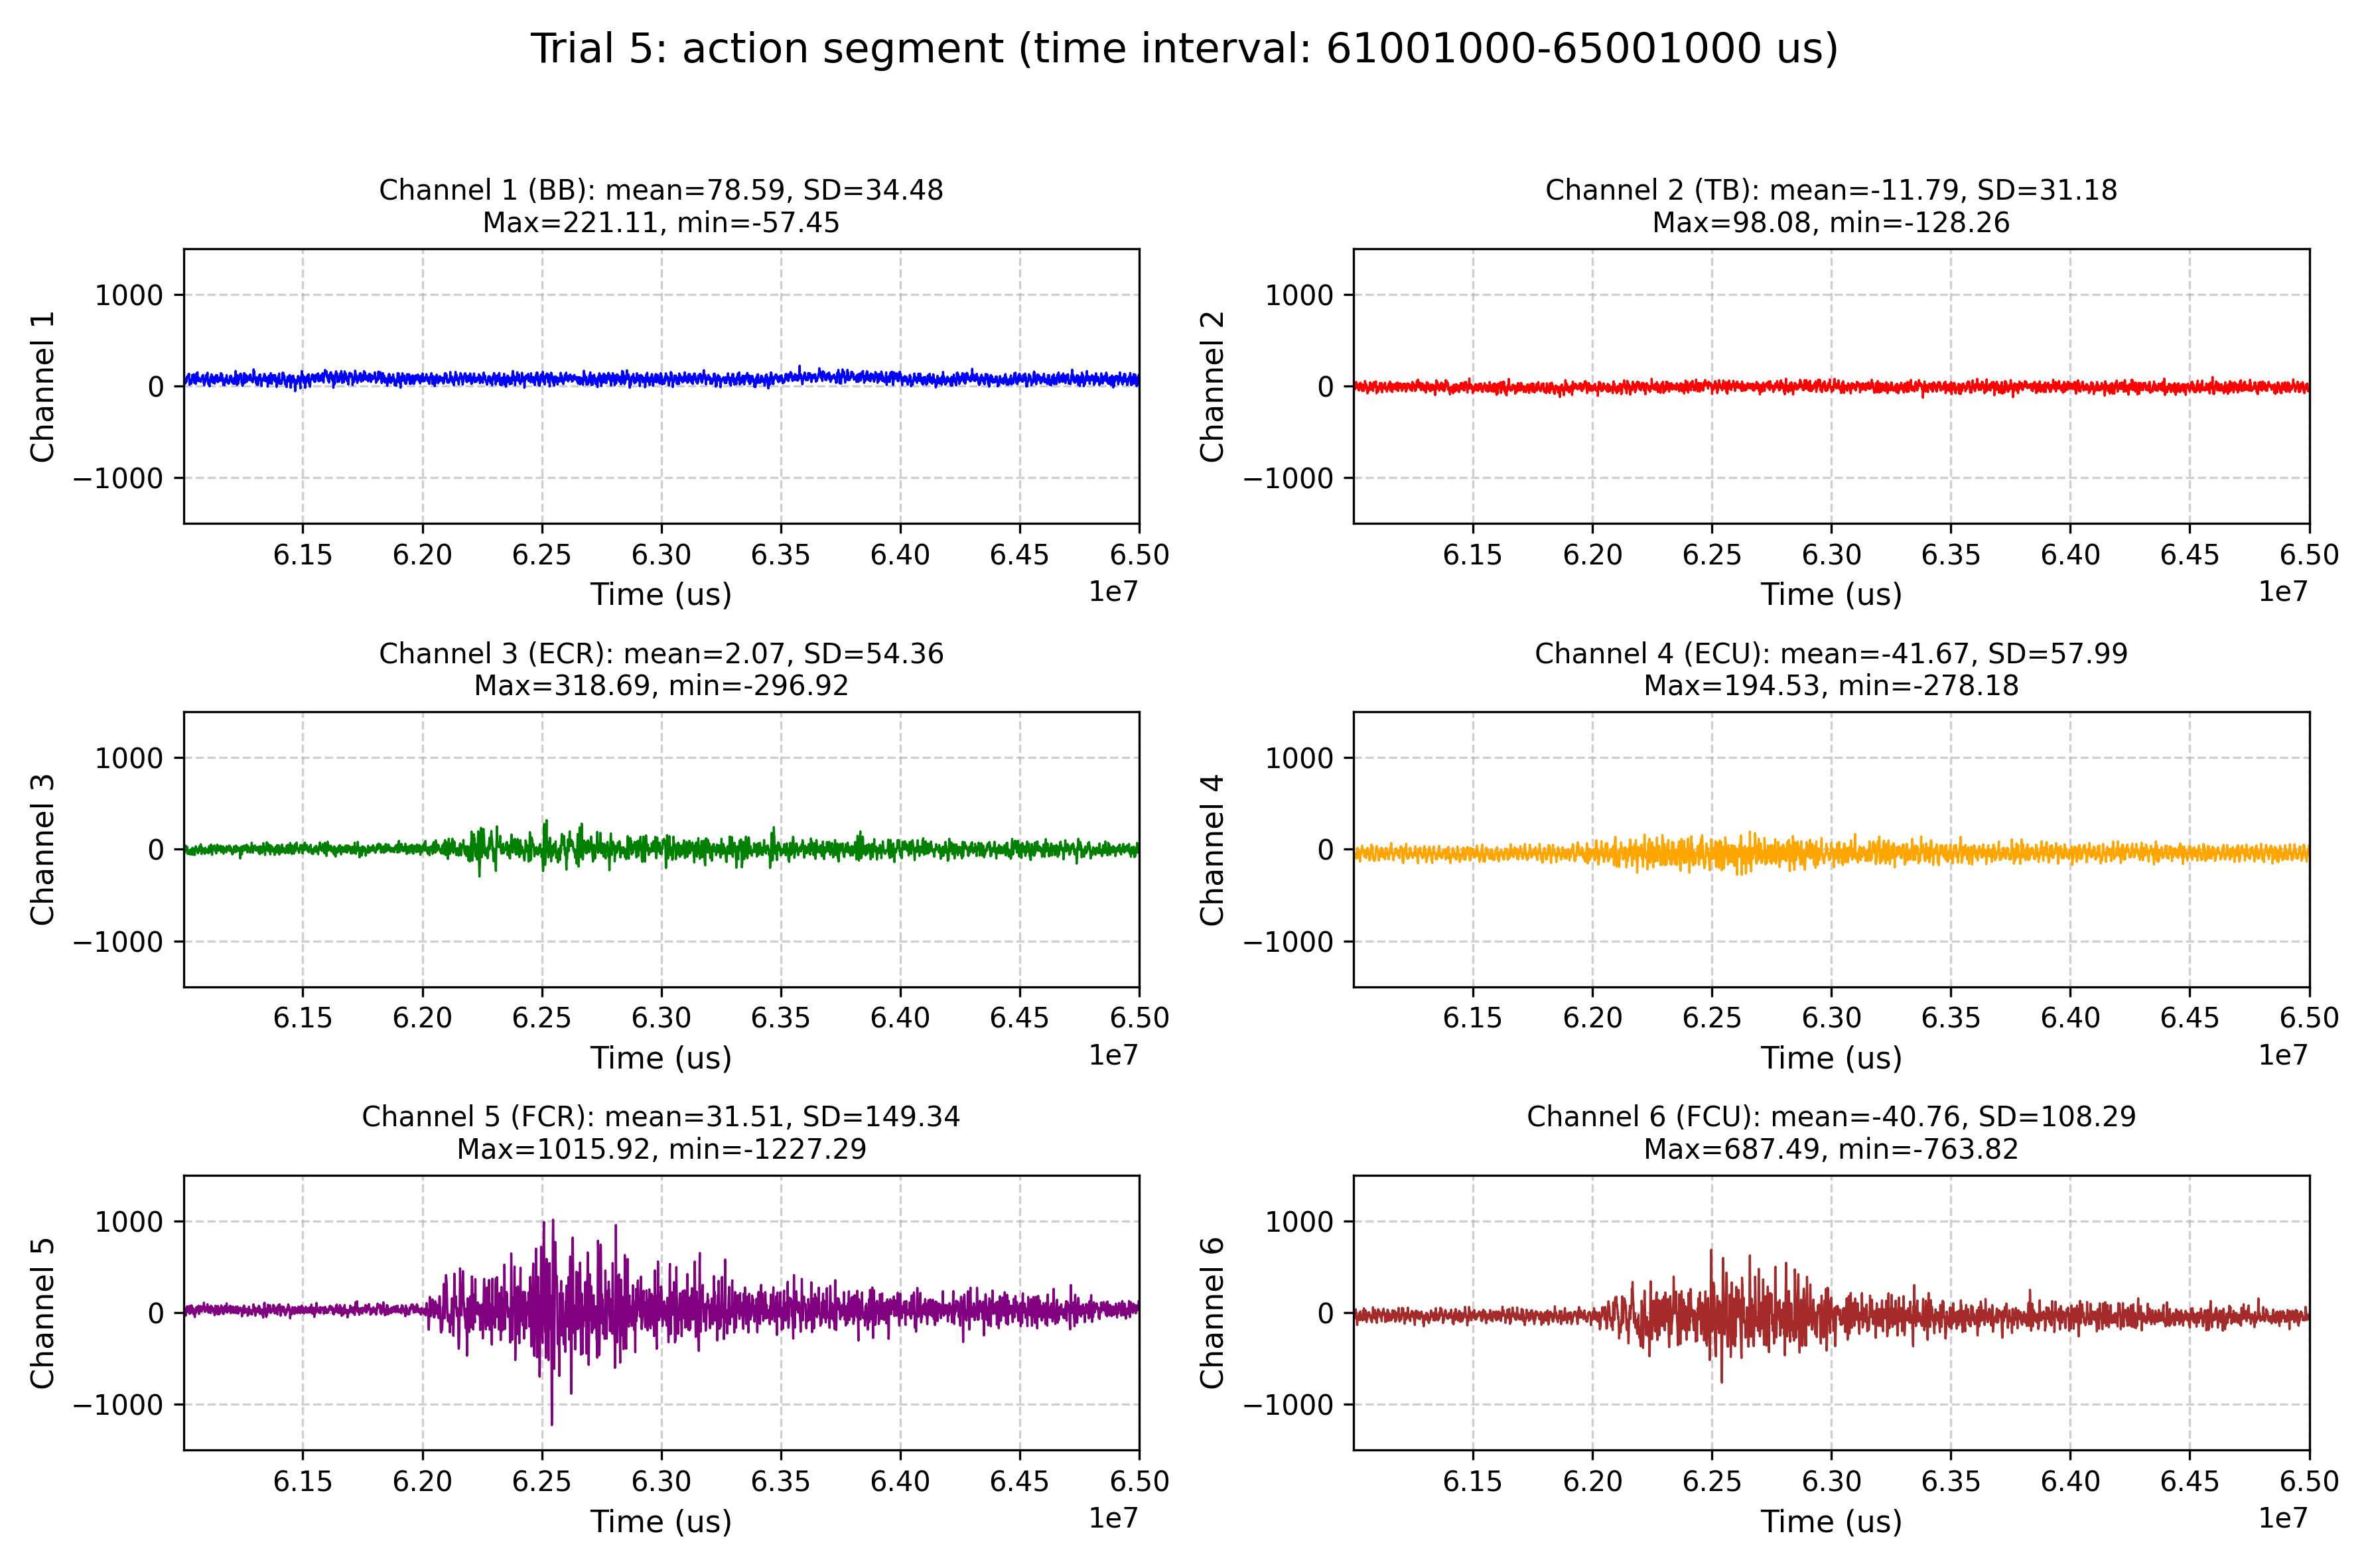 Trial 5: action segment (time interval: 61001000-65001000 us)
Channel 1 (BB): mean=78.59, SD=34.48
Max=221.11, min=-57.45
Channel 1
1000
0
−1000
6.15 6.20 6.25 6.30 6.35 6.40 6.45 6.50
Time (us)
1e7
Channel 2 (TB): mean=-11.79, SD=31.18
Max=98.08, min=-128.26
Channel 2
1000
0
−1000
6.15 6.20 6.25 6.30 6.35 6.40 6.45 6.50
Time (us)
1e7
Channel 3 (ECR): mean=2.07, SD=54.36
Max=318.69, min=-296.92
Channel 3
1000
0
−1000
6.15 6.20 6.25 6.30 6.35 6.40 6.45 6.50
Time (us)
1e7
Channel 4 (ECU): mean=-41.67, SD=57.99
Max=194.53, min=-278.18
Channel 4
1000
0
−1000
6.15 6.20 6.25 6.30 6.35 6.40 6.45 6.50
Time (us)
1e7
Channel 5 (FCR): mean=31.51, SD=149.34
Max=1015.92, min=-1227.29
Channel 5
1000
0
−1000
6.15 6.20 6.25 6.30 6.35 6.40 6.45 6.50
Time (us)
1e7
Channel 6 (FCU): mean=-40.76, SD=108.29
Max=687.49, min=-763.82
Channel 6
1000
0
−1000
6.15 6.20 6.25 6.30 6.35 6.40 6.45 6.50
Time (us)
1e7